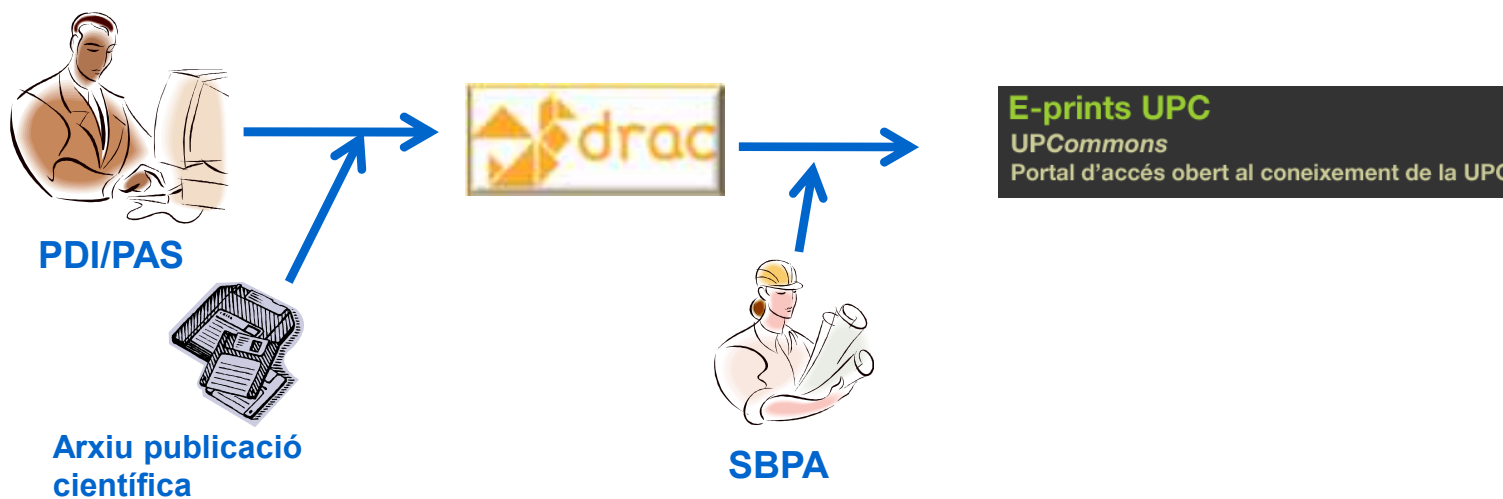 drac
E-prints UPC
UPCommons
Portal d'accés obert al coneixement de la UPC
PDI/PAS
Arxiu publicació
científica
SBPA